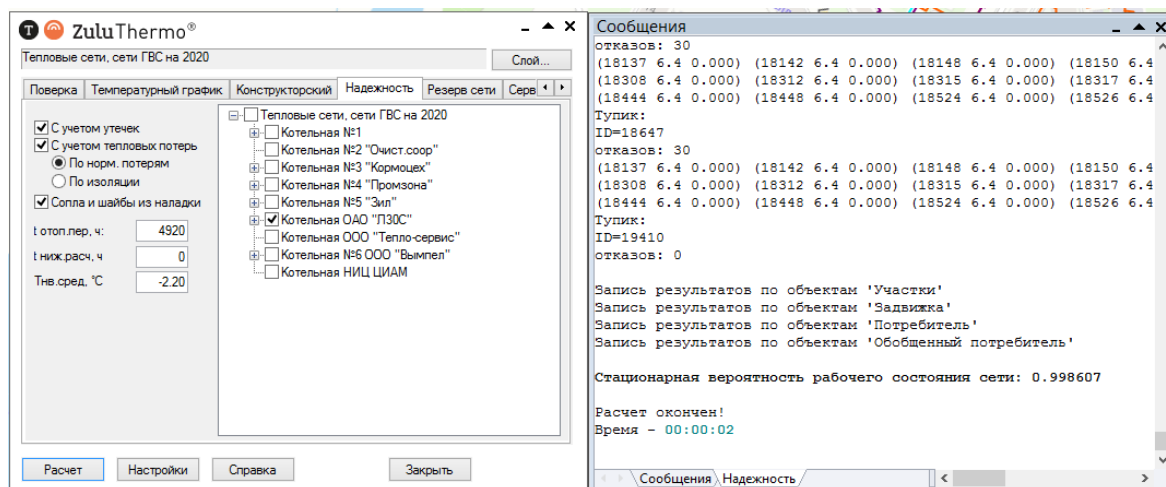 ZuluThermo®
Тепловые сети, сети ГВС на 2020
Слой...
Поверка
Температурный график
Конструкторский
Надежность
Резерв сети
Серв
С учетом утечек
С учетом тепловых потерь
По норм. потерям
По изоляции
Сопла и шайбы из наладки
t отоп.пер, ч:
4920
t ниж.расч, ч
0
Тнв.сред, °С
-2.20
Тепловые сети, сети ГВС на 2020
Котельная №1
Котельная №2 "Очист.соор"
Котельная №3 "Кормоцех"
Котельная №4 "Промзона"
Котельная №5 "Зил"
Котельная ОАО "ЛЗОС"
Котельная ООО "Тепло-сервис"
Котельная №6 ООО "Вымпел"
Котельная НИЦ ЦИАМ
Расчет
Настройки
Справка
Закрыть
Сообщения
отказов: 30
(18137 6.4 0.000) (18142 6.4 0.000) (18148 6.4 0.000) (18150 6.4
(18308 6.4 0.000) (18312 6.4 0.000) (18315 6.4 0.000) (18317 6.4
(18444 6.4 0.000) (18448 6.4 0.000) (18524 6.4 0.000) (18526 6.4
Тупик:
ID=18647
отказов: 30
(18137 6.4 0.000) (18142 6.4 0.000) (18148 6.4 0.000) (18150 6.4
(18308 6.4 0.000) (18312 6.4 0.000) (18315 6.4 0.000) (18317 6.4
(18444 6.4 0.000) (18448 6.4 0.000) (18524 6.4 0.000) (18526 6.4
Тупик:
ID=19410
отказов: 0
Запись результатов по объектам 'Участки'
Запись результатов по объектам 'Задвижка'
Запись результатов по объектам 'Потребитель'
Запись результатов по объектам 'Обобщенный потребитель'
Стационарная вероятность рабочего состояния сети: 0.998607
Расчет окончен!
Время - 00:00:02
Сообщения
Надежность